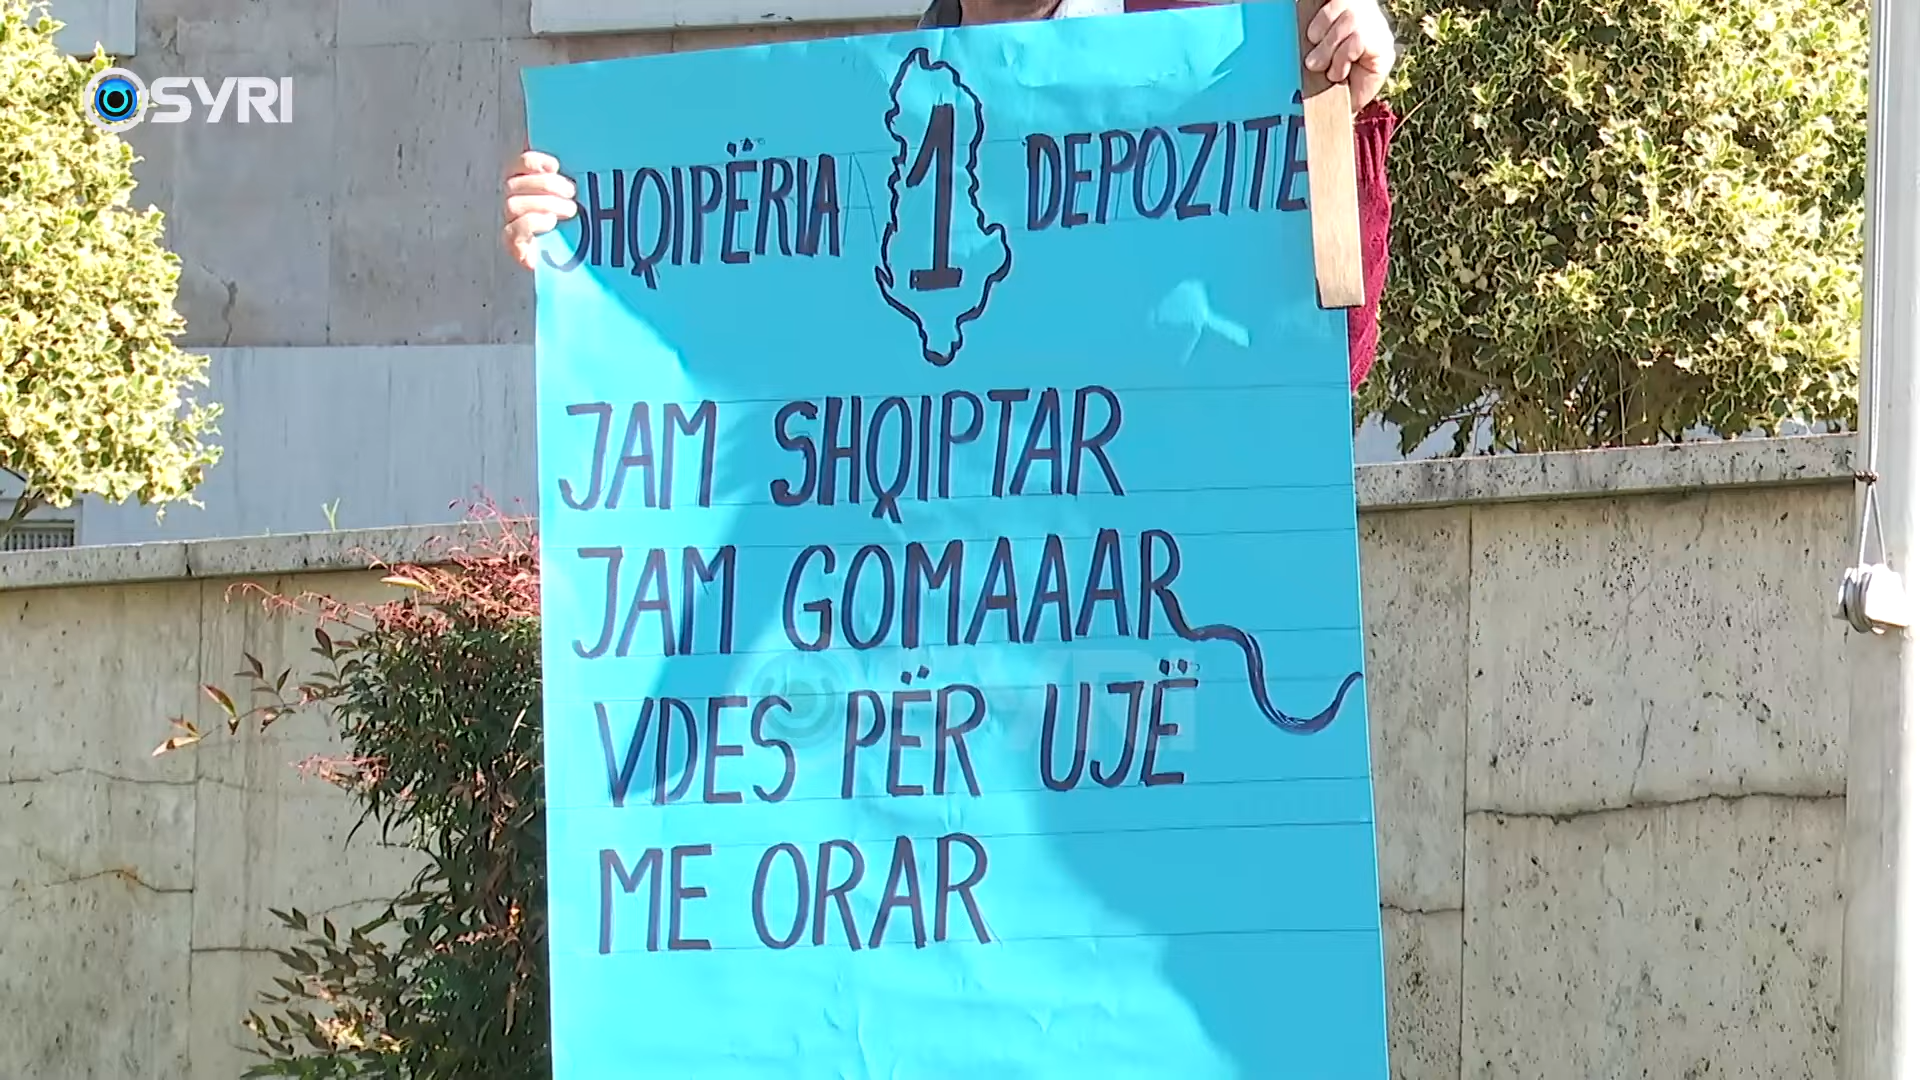 SYRI
SHQIPËRIA 1 DEPOZITË
JAM SHQIPTAR
JAM GOMAAAR
VDES PËR UJË
ME ORAR
SYRI